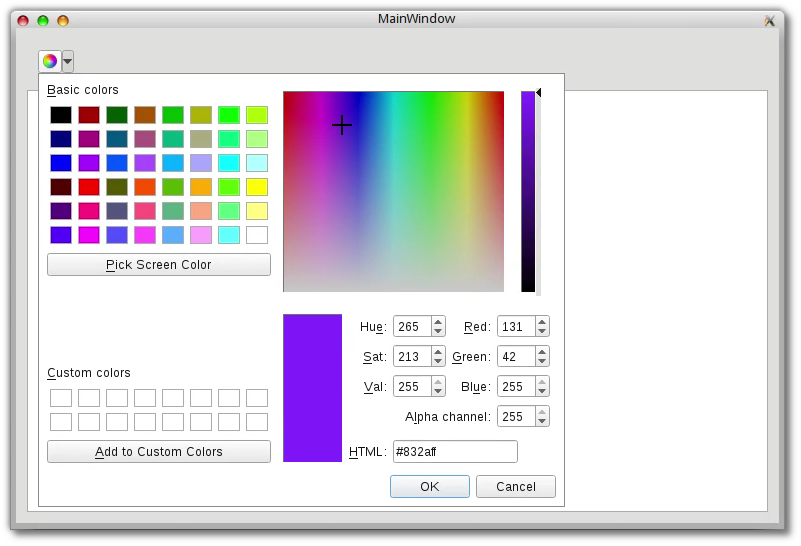 MainWindow
Basic colors
Pick Screen Color
Hue: 265 Red: 131
Sat: 213 Green: 42
Val: 255 Blue: 255
Custom colors
Alpha channel: 255
Add to Custom Colors
HTML: #832aff
OK Cancel